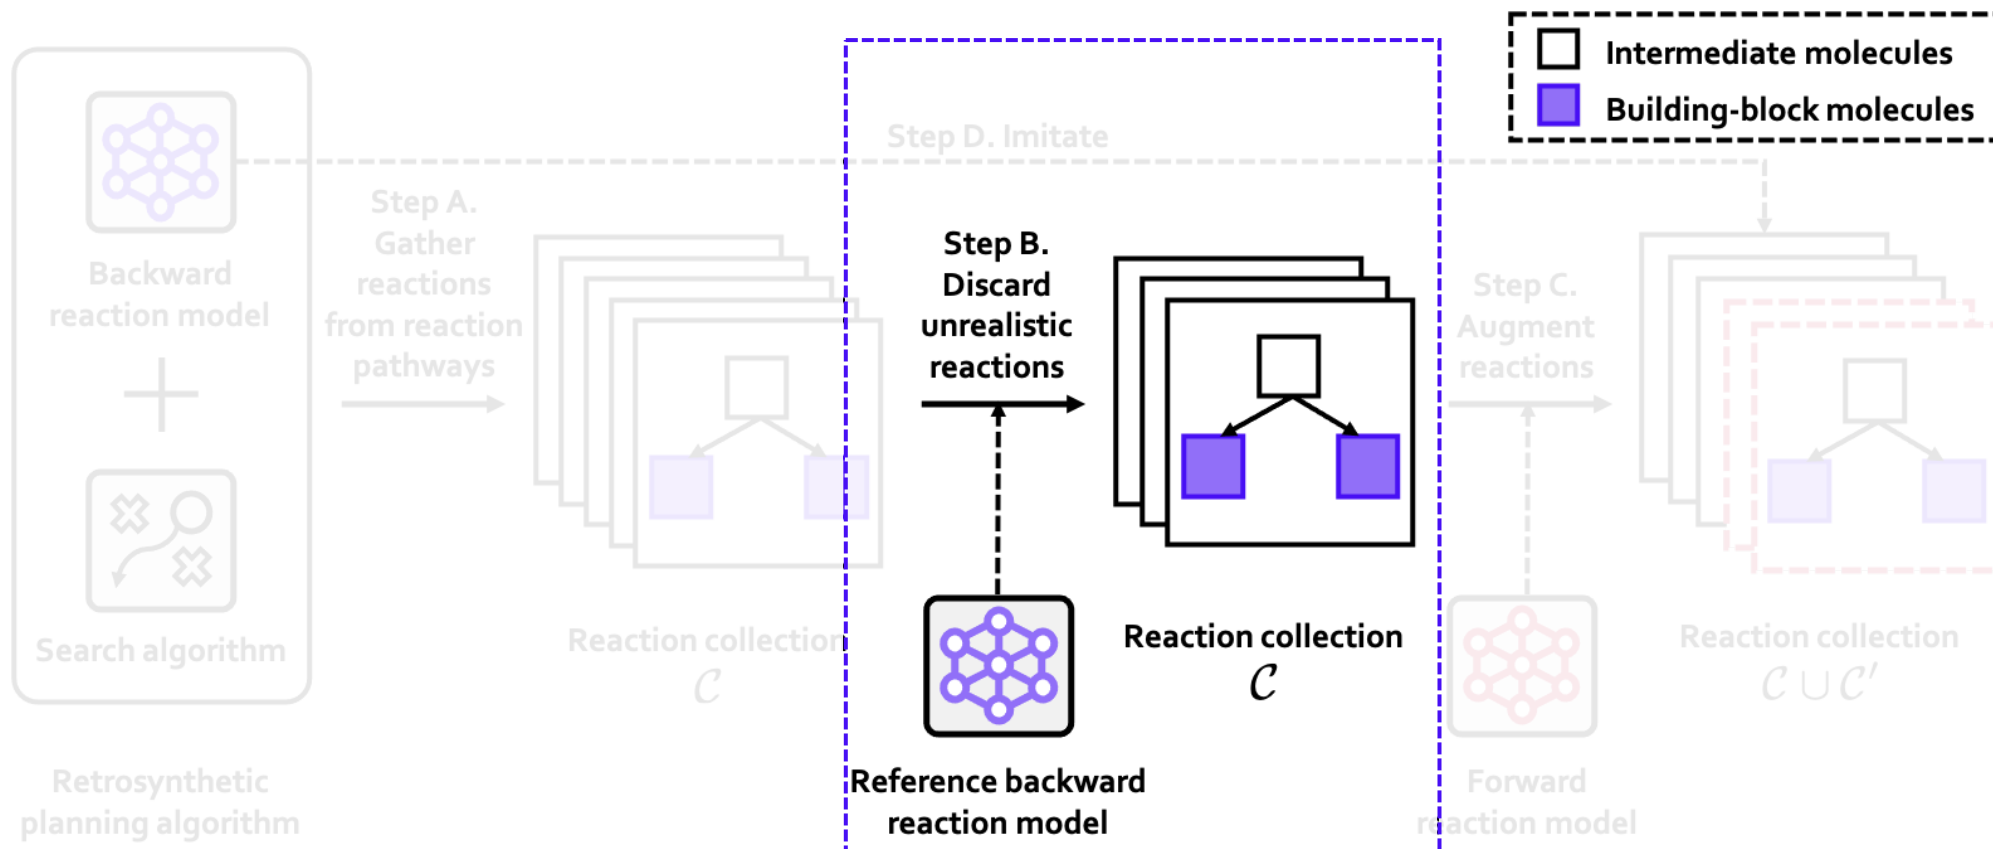 Intermediate molecules
Building-block molecules
Step D. Imitate
Backward
reaction model
Search algorithm
Retrosynthetic
planning algorithm
Step A.
Gather
reactions
from reaction
pathways
Reaction collection
𝒞
Step B.
Discard
unrealistic
reactions
Reference backward
reaction model
Reaction collection
𝒞
Step C.
Augment
reactions
Forward
reaction model
Reaction collection
𝒞 ∪ 𝒞′